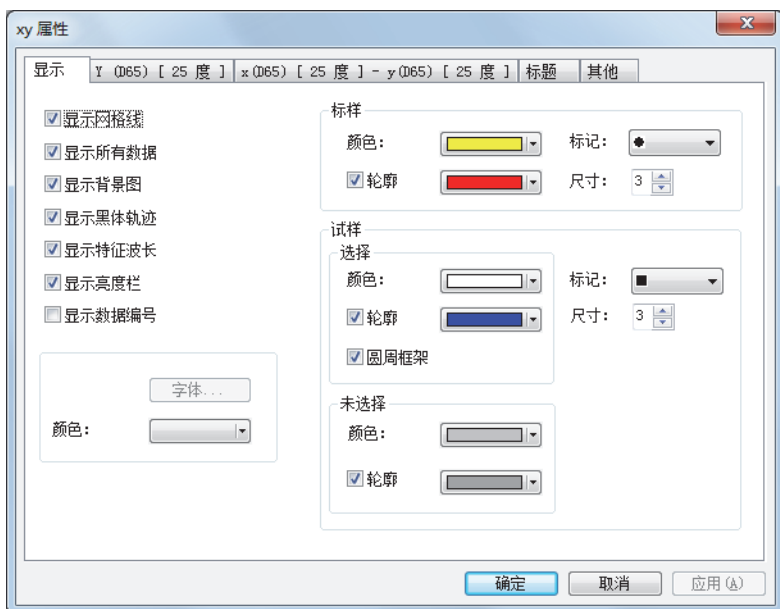 xy 属性
显示 Y (D65) [ 25 度 ] x(D65) [ 25 度 ] - y(D65) [ 25 度 ] 标题 其他
显示网格线
显示所有数据
显示背景图
显示黑体轨迹
显示特征波长
显示亮度栏
显示数据编号
字体...
颜色:
标样
颜色: 标记:
轮廓 尺寸: 3
试样
选择
颜色: 标记:
轮廓 尺寸: 3
圆周框架
未选择
颜色:
轮廓
确定 取消 应用(A)